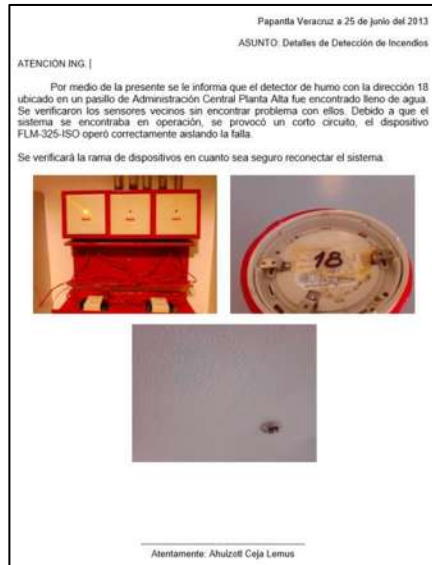 Papantla Veracruz a 25 de junio del 2013
ASUNTO: Detalles de Detección de Incendios
ATENCIÓN ING.
Por medio de la presente se le informa que el detector de humo con la dirección 18
ubicado en un pasillo de Administración Central Planta Alta fue encontrado lleno de agua.
Se verificaron los sensores vecinos sin encontrar problema con ellos. Debido a que el
sistema se encontraba en operación, se provocó un corto circuito, el dispositivo
FLM-325-ISO operó correctamente aislando la falla.
Se verificará la rama de dispositivos en cuanto sea seguro reconectar el sistema.
18
Atentamente: Ahuizotl Ceja Lemus